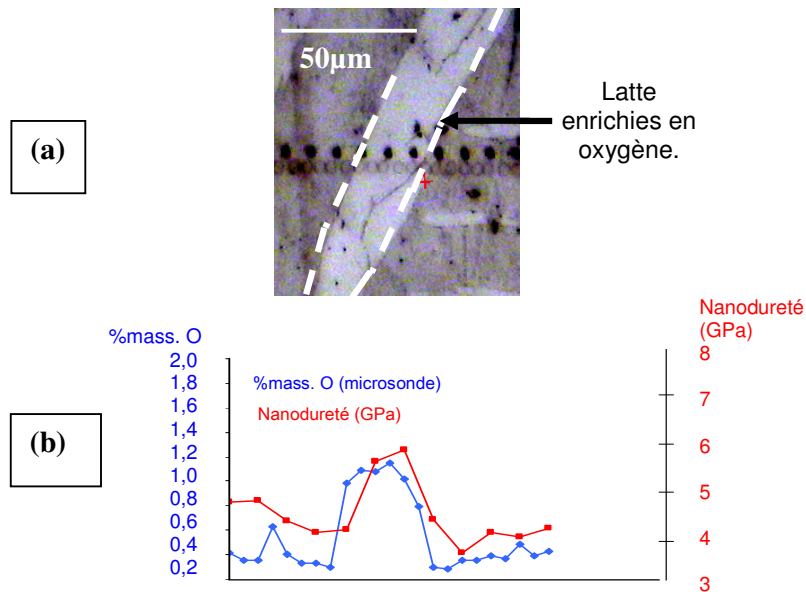 50µm
(a)
Latte
enrichies en
oxygène.
Nanodureté
(GPa)
%mass. O
2,0
1,8
1,6
1,4
1,2
1,0
0,8
0,6
0,4
0,2
%mass. O (microsonde)
Nanodureté (GPa)
8
7
6
5
4
3
(b)